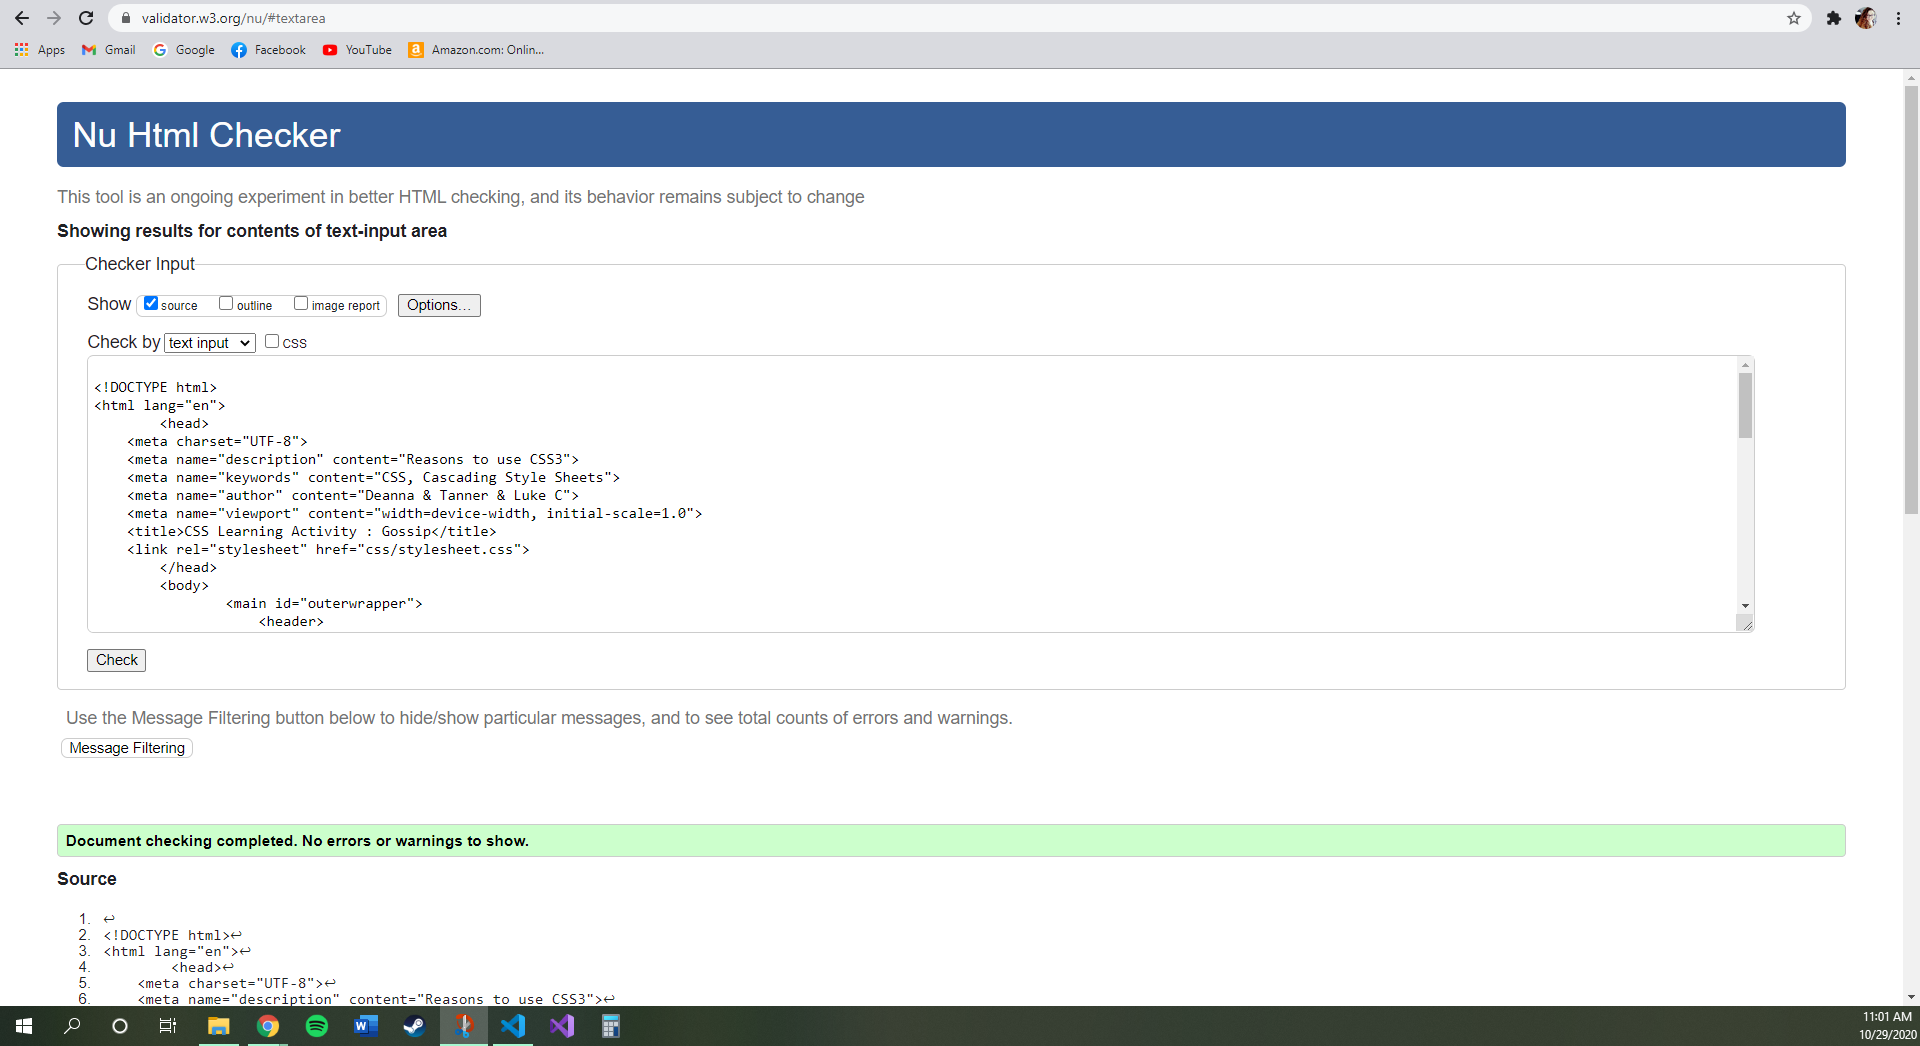 validator.w3.org/nu/#textarea
Apps Gmail Google Facebook YouTube Amazon.com: Onlin...
Nu Html Checker
This tool is an ongoing experiment in better HTML checking, and its behavior remains subject to change
Showing results for contents of text-input area
Checker Input
Show source outline image report Options...
Check by text input css
<!DOCTYPE html>
<html lang="en">
<head>
<meta charset="UTF-8">
<meta name="description" content="Reasons to use CSS3">
<meta name="keywords" content="CSS, Cascading Style Sheets">
<meta name="author" content="Deanna & Tanner & Luke C">
<meta name="viewport" content="width=device-width, initial-scale=1.0">
<title>CSS Learning Activity : Gossip</title>
<link rel="stylesheet" href="css/stylesheet.css">
</head>
<body>
<main id="outerwrapper">
<header>
Check
Use the Message Filtering button below to hide/show particular messages, and to see total counts of errors and warnings.
Message Filtering
Document checking completed. No errors or warnings to show.
Source
1. ↩
2. <!DOCTYPE html>↩
3. <html lang="en">↩
4. <head>↩
5. <meta charset="UTF-8">↩
6. <meta name="description" content="Reasons to use CSS3">↩
11:01 AM
10/29/2020